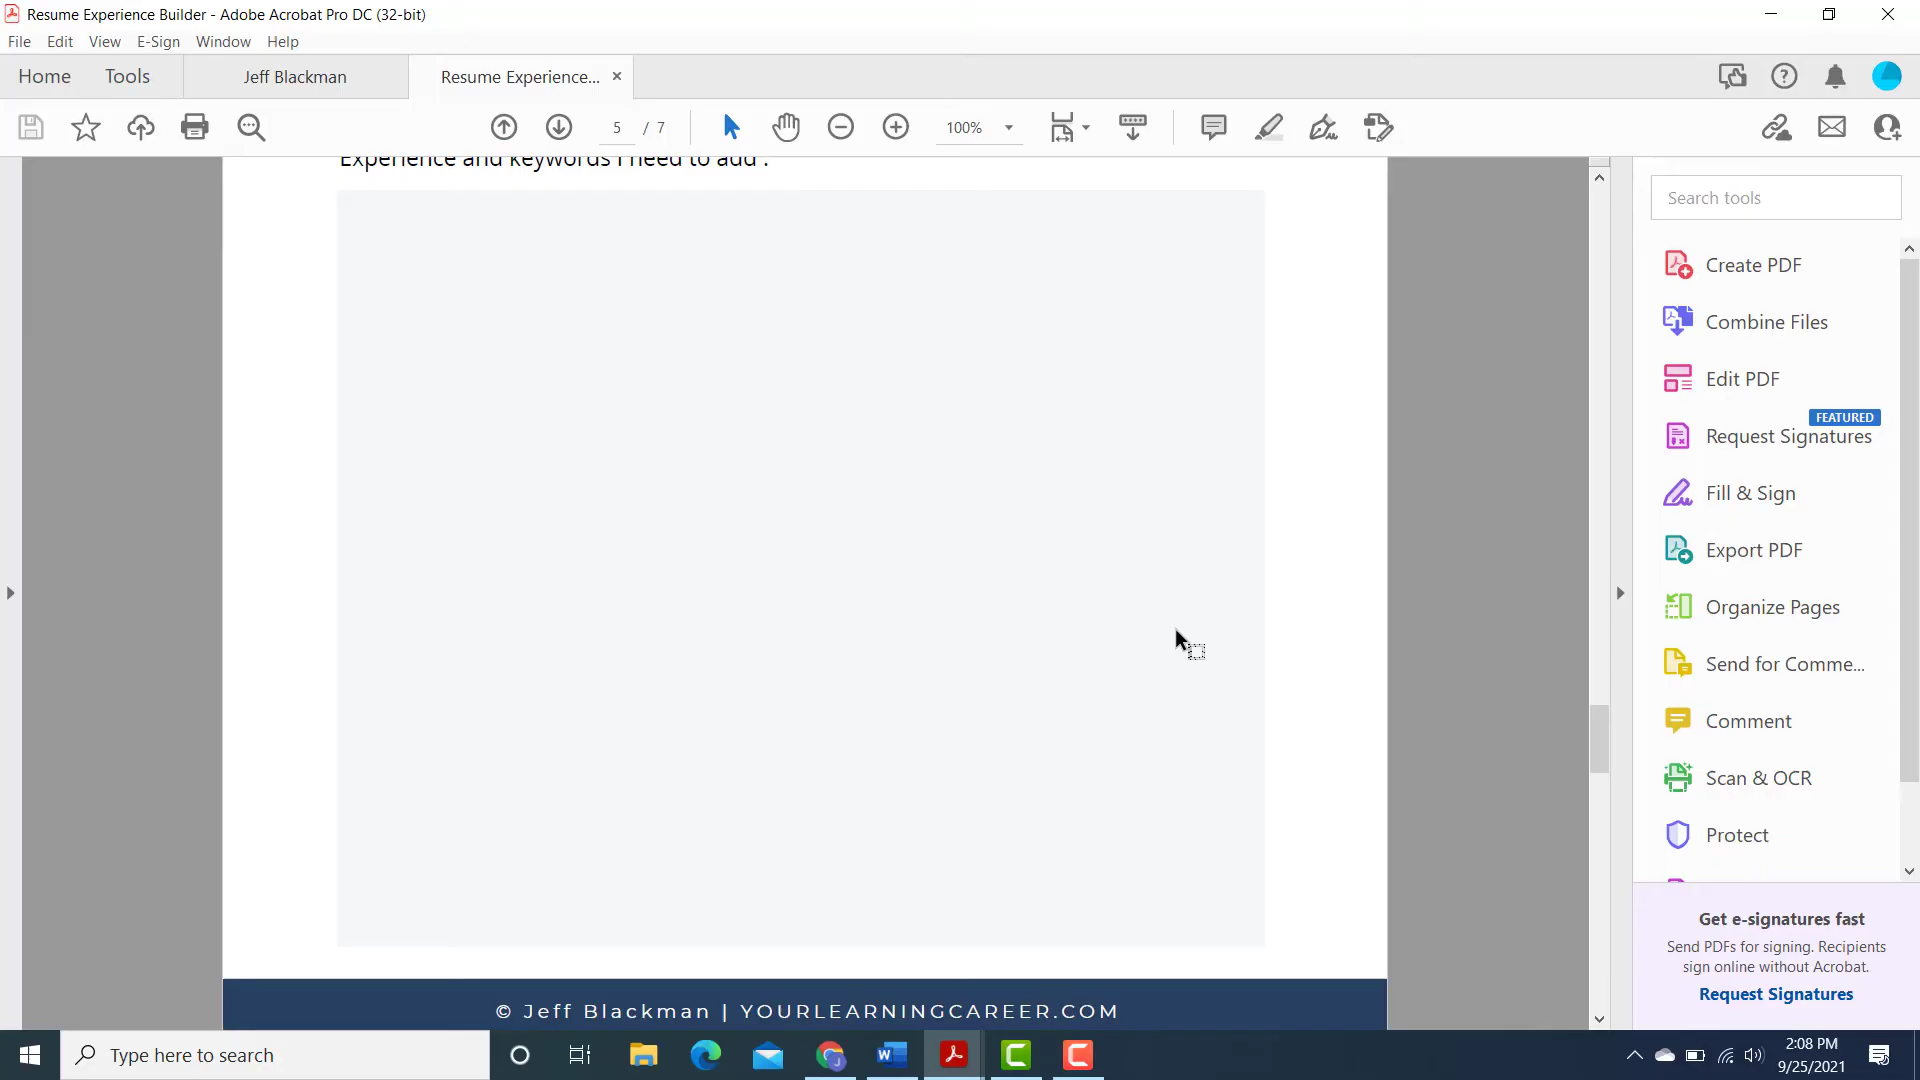 Resume Experience Builder - Adobe Acrobat Pro DC (32-bit)
File Edit View E-Sign Window Help
Home Tools Jeff Blackman Resume Experience... ×
5 / 7 100%
Experience and keywords I need to add :
© Jeff Blackman | YOURLEARNINGCAREER.COM
Search tools
Create PDF
Combine Files
Edit PDF
FEATURED
Request Signatures
Fill & Sign
Export PDF
Organize Pages
Send for Comme...
Comment
Scan & OCR
Protect
Get e-signatures fast
Send PDFs for signing. Recipients
sign online without Acrobat.
Request Signatures
Type here to search
2:08 PM
9/25/2021